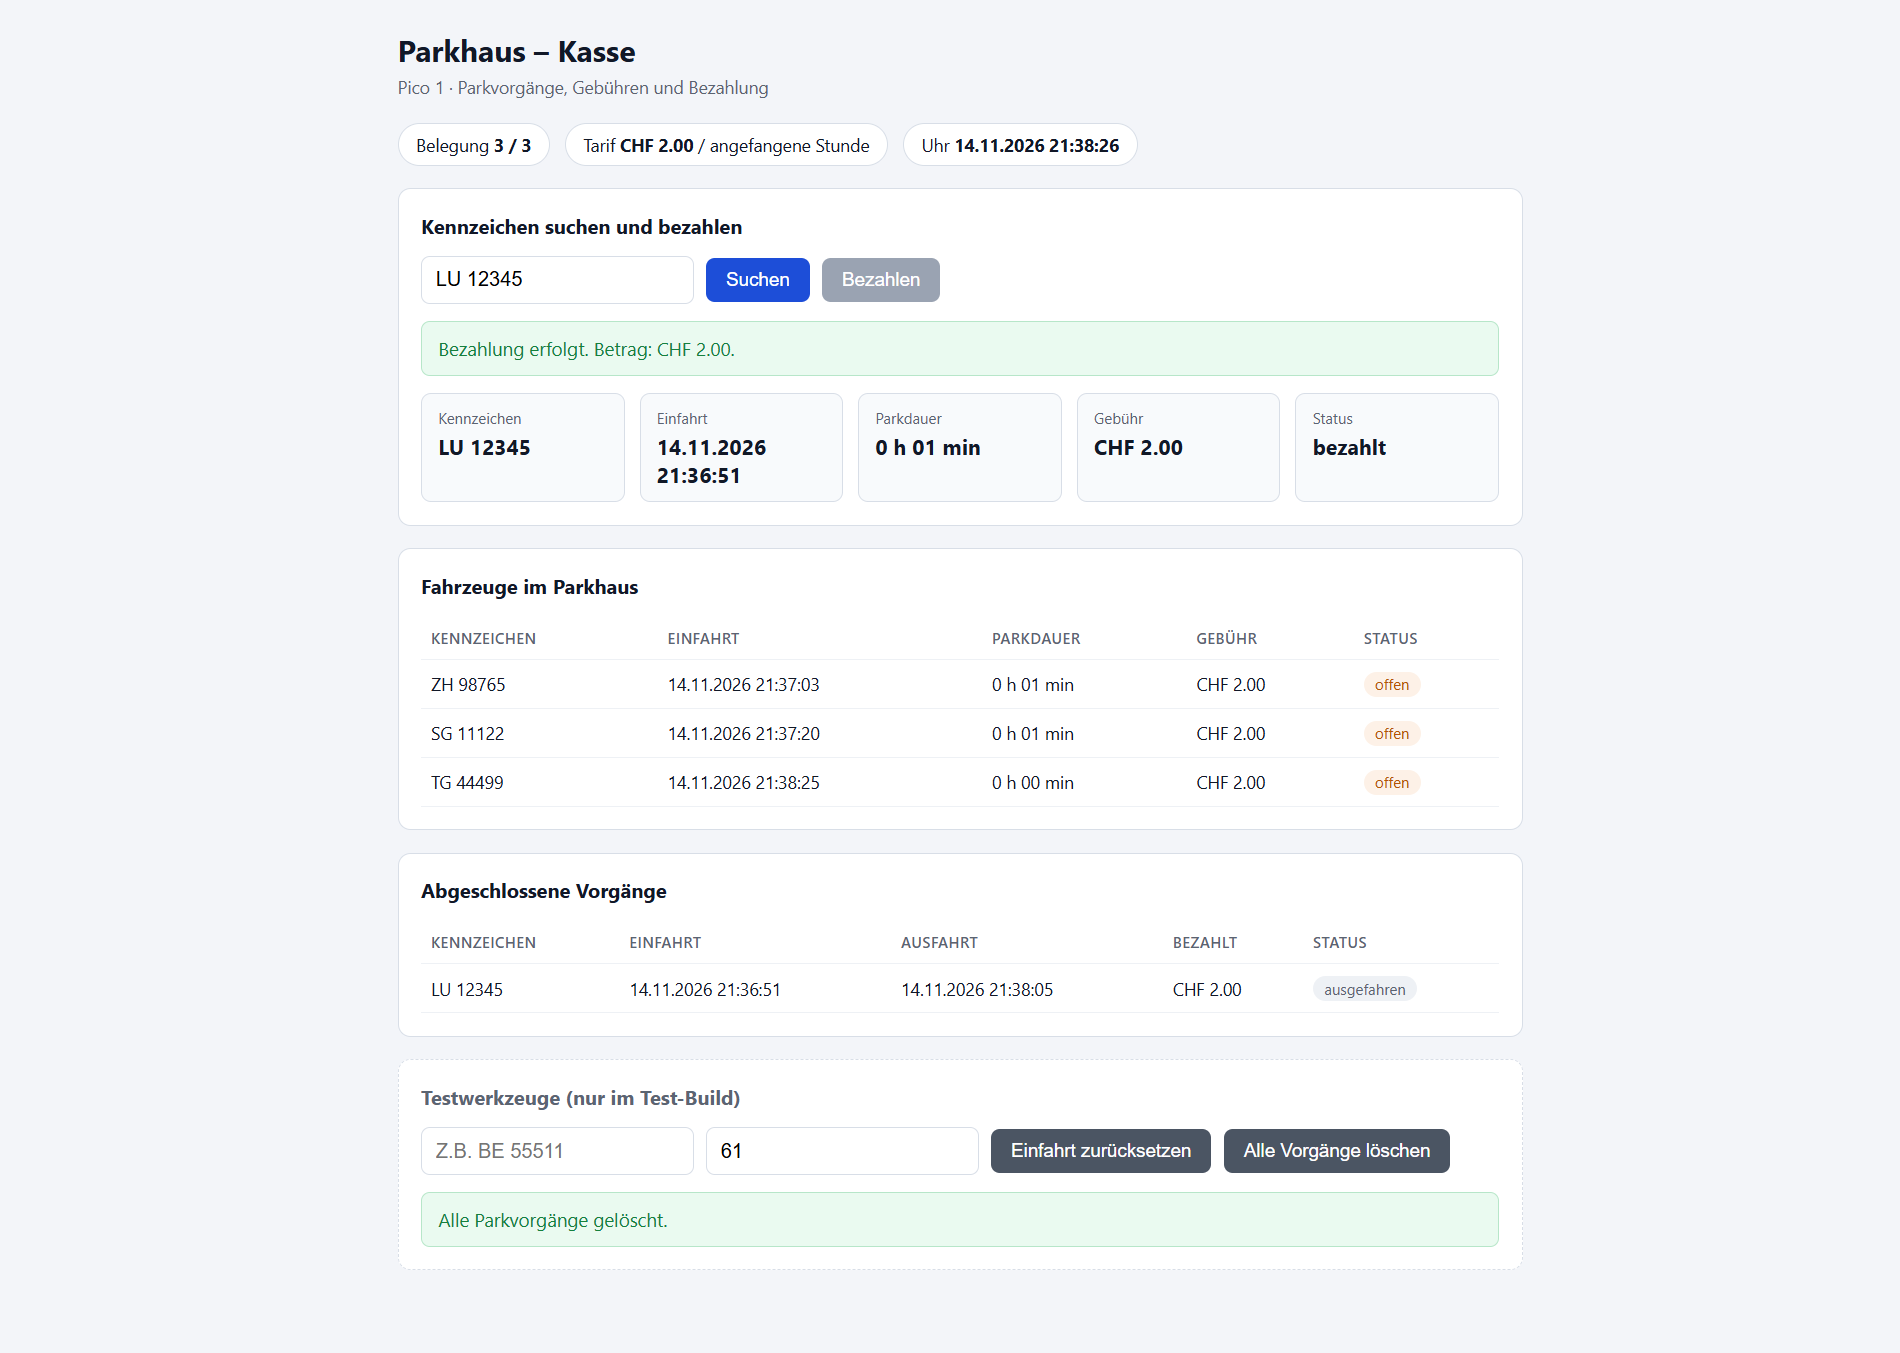 Parkhaus – Kasse
Pico 1 · Parkvorgänge, Gebühren und Bezahlung
Belegung 3 / 3
Tarif CHF 2.00 / angefangene Stunde
Uhr 14.11.2026 21:38:26
Kennzeichen suchen und bezahlen
LU 12345
Suchen
Bezahlen
Bezahlung erfolgt. Betrag: CHF 2.00.
Kennzeichen
LU 12345
Einfahrt
14.11.2026
21:36:51
Parkdauer
0 h 01 min
Gebühr
CHF 2.00
Status
bezahlt
Fahrzeuge im Parkhaus
KENNZEICHEN EINFAHRT PARKDAUER GEBÜHR STATUS
ZH 98765 14.11.2026 21:37:03 0 h 01 min CHF 2.00 offen
SG 11122 14.11.2026 21:37:20 0 h 01 min CHF 2.00 offen
TG 44499 14.11.2026 21:38:25 0 h 00 min CHF 2.00 offen
Abgeschlossene Vorgänge
KENNZEICHEN EINFAHRT AUSFAHRT BEZAHLT STATUS
LU 12345 14.11.2026 21:36:51 14.11.2026 21:38:05 CHF 2.00 ausgefahren
Testwerkzeuge (nur im Test-Build)
Z.B. BE 55511
61
Einfahrt zurücksetzen
Alle Vorgänge löschen
Alle Parkvorgänge gelöscht.